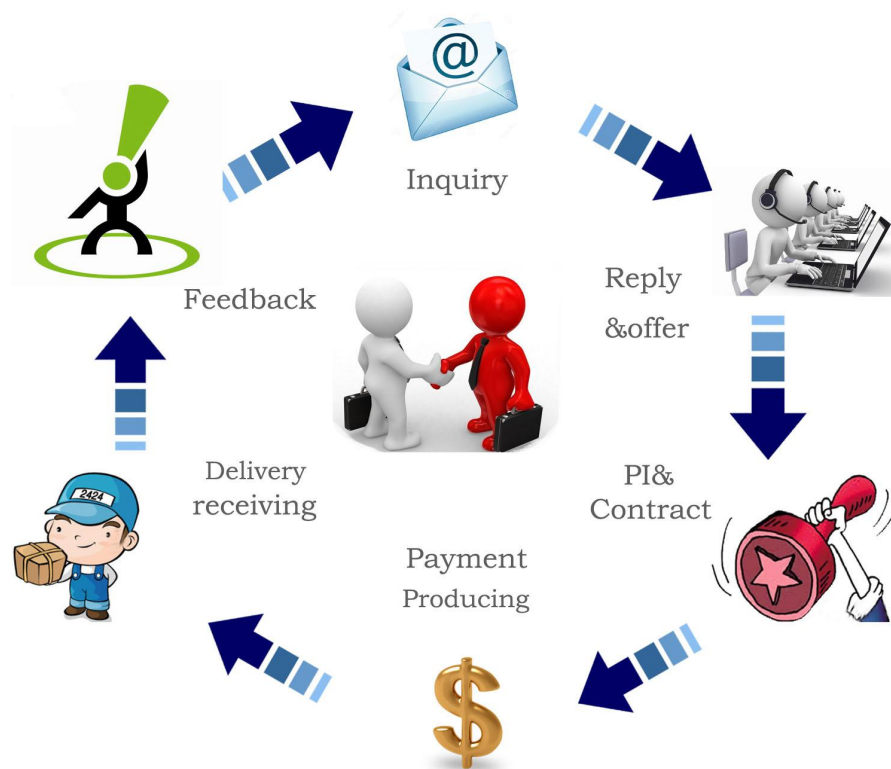 @
Inquiry
Reply
&offer
Feedback
PI&
Contract
Delivery
receiving
2424
Payment
Producing
$